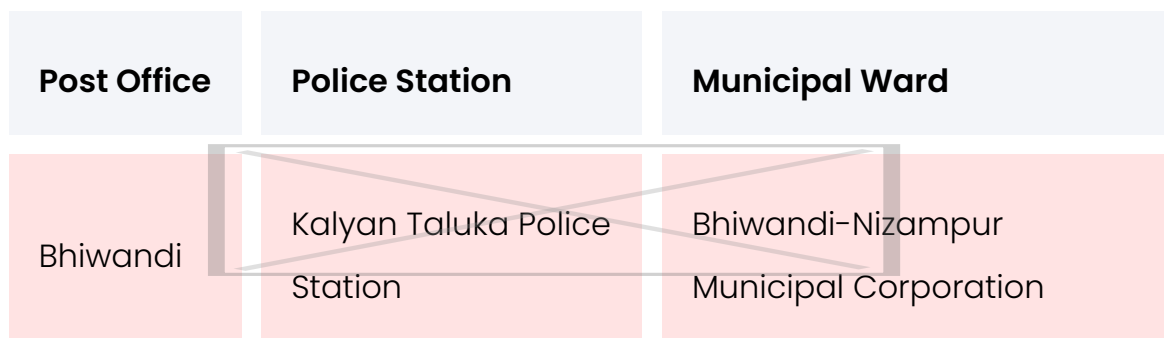 Post Office Police Station Municipal Ward
Kalyan Taluka Police Bhiwandi-Nizampur
Bhiwandi
Station Municipal Corporation